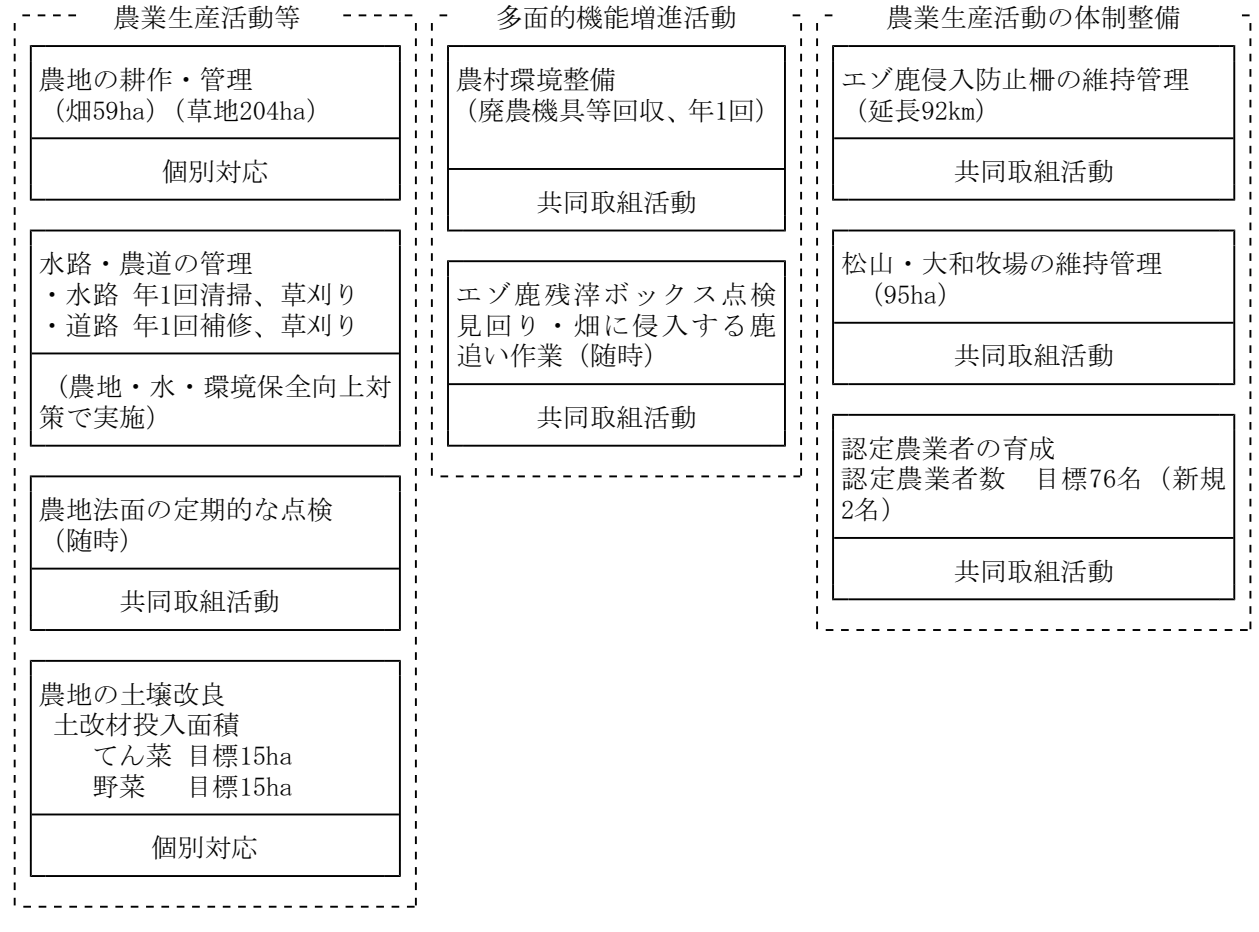 農業生産活動等
農地の耕作・管理
（畑59ha）（草地204ha）
個別対応
水路・農道の管理
・水路 年1回清掃、草刈り
・道路 年1回補修、草刈り
（農地・水・環境保全向上対
策で実施）
農地法面の定期的な点検
（随時）
共同取組活動
農地の土壌改良
土改材投入面積
てん菜 目標15ha
野菜 目標15ha
個別対応
多面的機能増進活動
農村環境整備
（廃農機具等回収、年1回）
共同取組活動
エゾ鹿残滓ボックス点検
見回り・畑に侵入する鹿
追い作業（随時）
共同取組活動
農業生産活動の体制整備
エゾ鹿侵入防止柵の維持管理
（延長92km）
共同取組活動
松山・大和牧場の維持管理
（95ha）
共同取組活動
認定農業者の育成
認定農業者数　目標76名（新規
2名）
共同取組活動